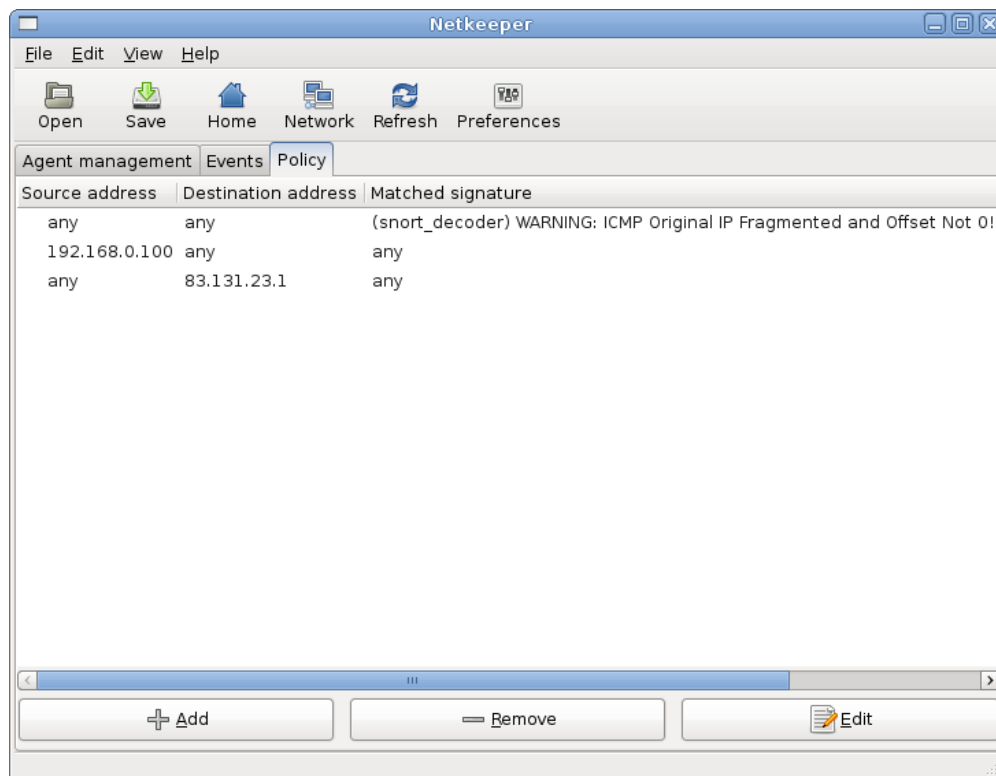 Netkeeper
File Edit View Help
Open Save Home Network Refresh Preferences
Agent management Events Policy
Source address Destination address Matched signature
any any (snort_decoder) WARNING: ICMP Original IP Fragmented and Offset Not 0!
192.168.0.100 any any
any 83.131.23.1 any
Add Remove Edit